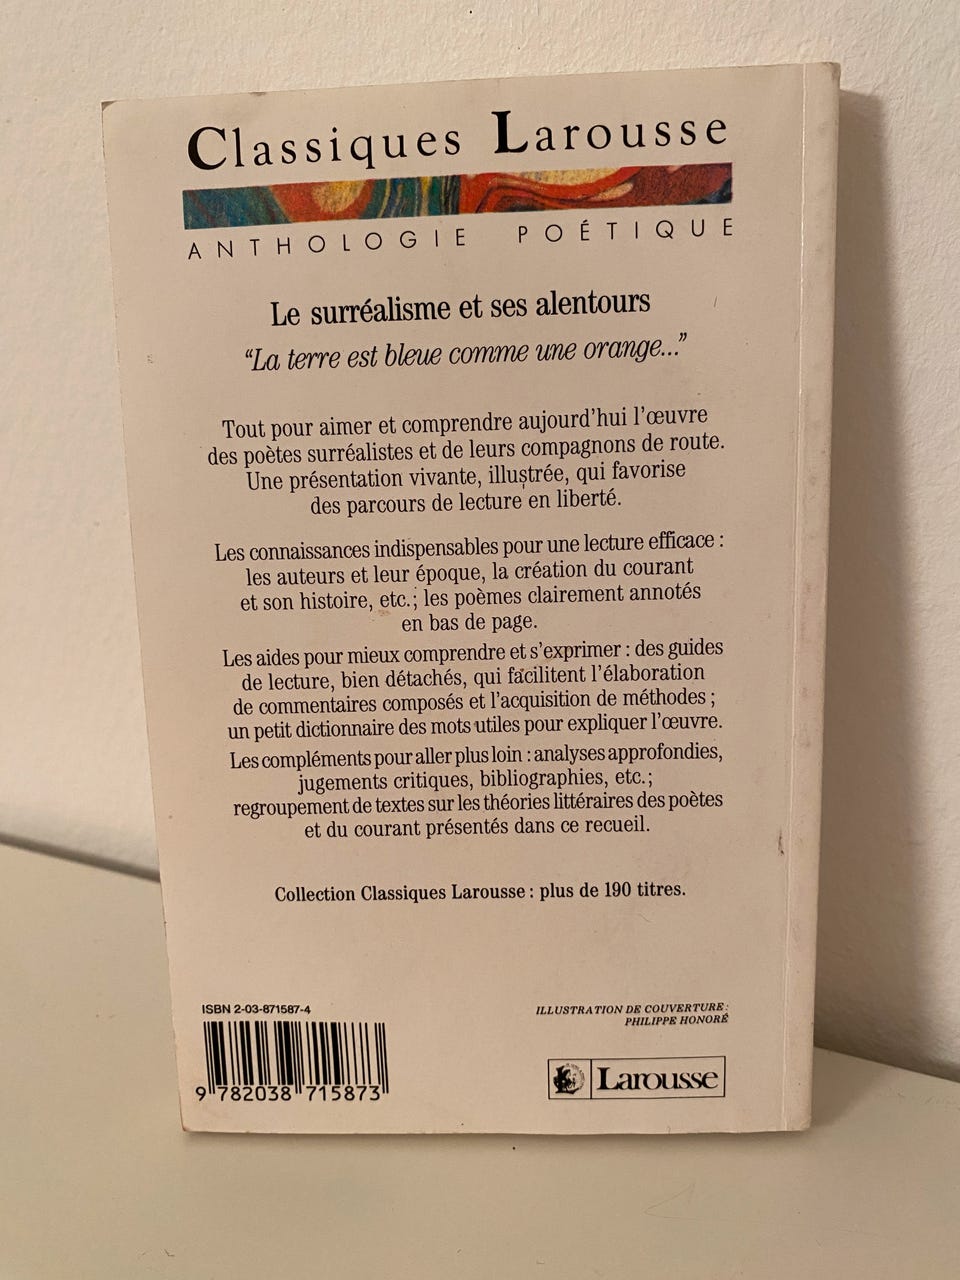 Classiques Larousse
ANTHOLOGIE POÉTIQUE
Le surréalisme et ses alentours
“La terre est bleue comme une orange...”
Tout pour aimer et comprendre aujourd'hui l'œuvre
des poètes surréalistes et de leurs compagnons de route.
Une présentation vivante, illustrée, qui favorise
des parcours de lecture en liberté.
Les connaissances indispensables pour une lecture efficace :
les auteurs et leur époque, la création du courant
et son histoire, etc. ; les poèmes clairement annotés
en bas de page.
Les aides pour mieux comprendre et s'exprimer : des guides
de lecture, bien détachés, qui facilitent l'élaboration
de commentaires composés et l'acquisition de méthodes ;
un petit dictionnaire des mots utiles pour expliquer l'œuvre.
Les compléments pour aller plus loin : analyses approfondies,
jugements critiques, bibliographies, etc. ;
regroupement de textes sur les théories littéraires des poètes
et du courant présentés dans ce recueil.
Collection Classiques Larousse : plus de 190 titres.
ISBN 2-03-871587-4
9 782038 715873
ILLUSTRATION DE COUVERTURE :
PHILIPPE HONORÉ
Larousse